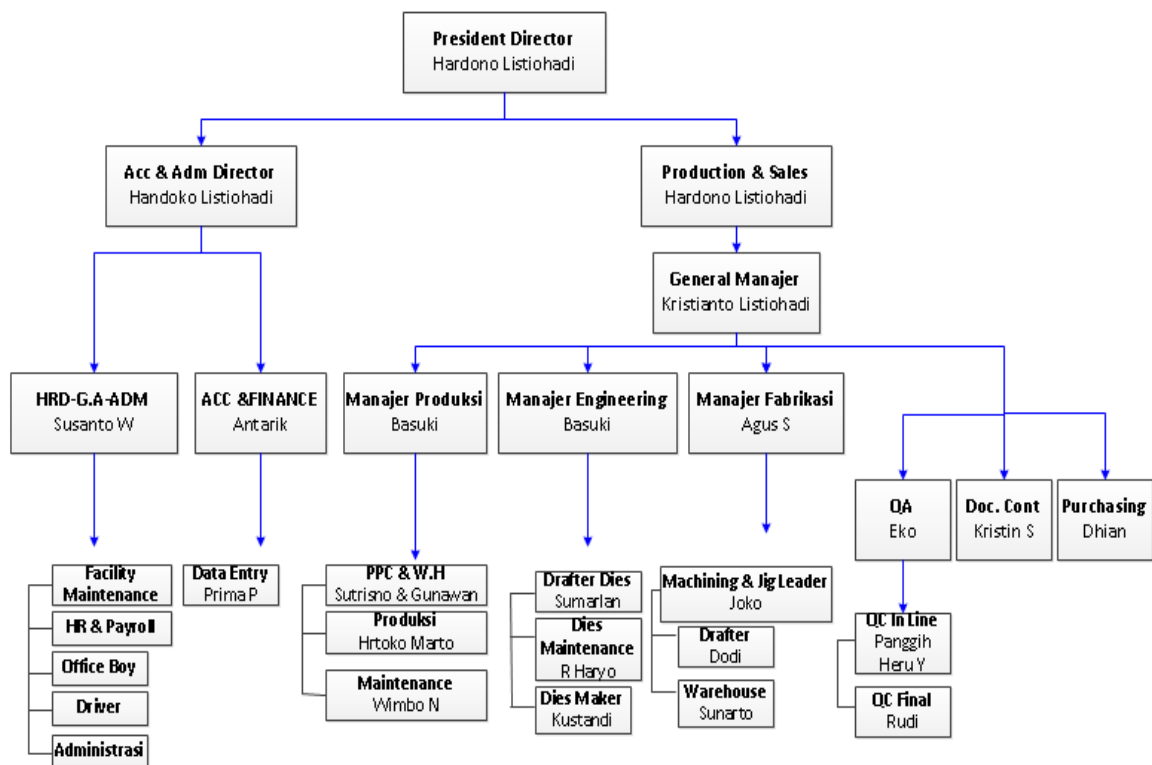 President Director
Hardono Listiohadi
Acc & Adm Director
Handoko Listiohadi
Production & Sales
Hardono Listiohadi
General Manajer
Kristianto Listiohadi
HRD-G.A-ADM
Susanto W
ACC &FINANCE
Antarik
Manajer Produksi
Basuki
Manajer Engineering
Basuki
Manajer Fabrikasi
Agus S
QA
Eko
Doc. Cont
Kristin S
Purchasing
Dhian
Facility
Maintenance
HR & Payroll
Office Boy
Driver
Administrasi
Data Entry
Prima P
PPC & W.H
Sutrisno & Gunawan
Produksi
Hrtoko Marto
Maintenance
Wimbo N
Drafter Dies
Sumarlan
Dies
Maintenance
R Haryo
Dies Maker
Kustandi
Machining & Jig Leader
Joko
Drafter
Dodi
Warehouse
Sunarto
QC In Line
Panggih
Heru Y
QC Final
Rudi